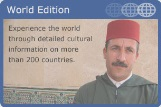 World Edition
Experience the world
through detailed cultural
information on more
than 200 countries.